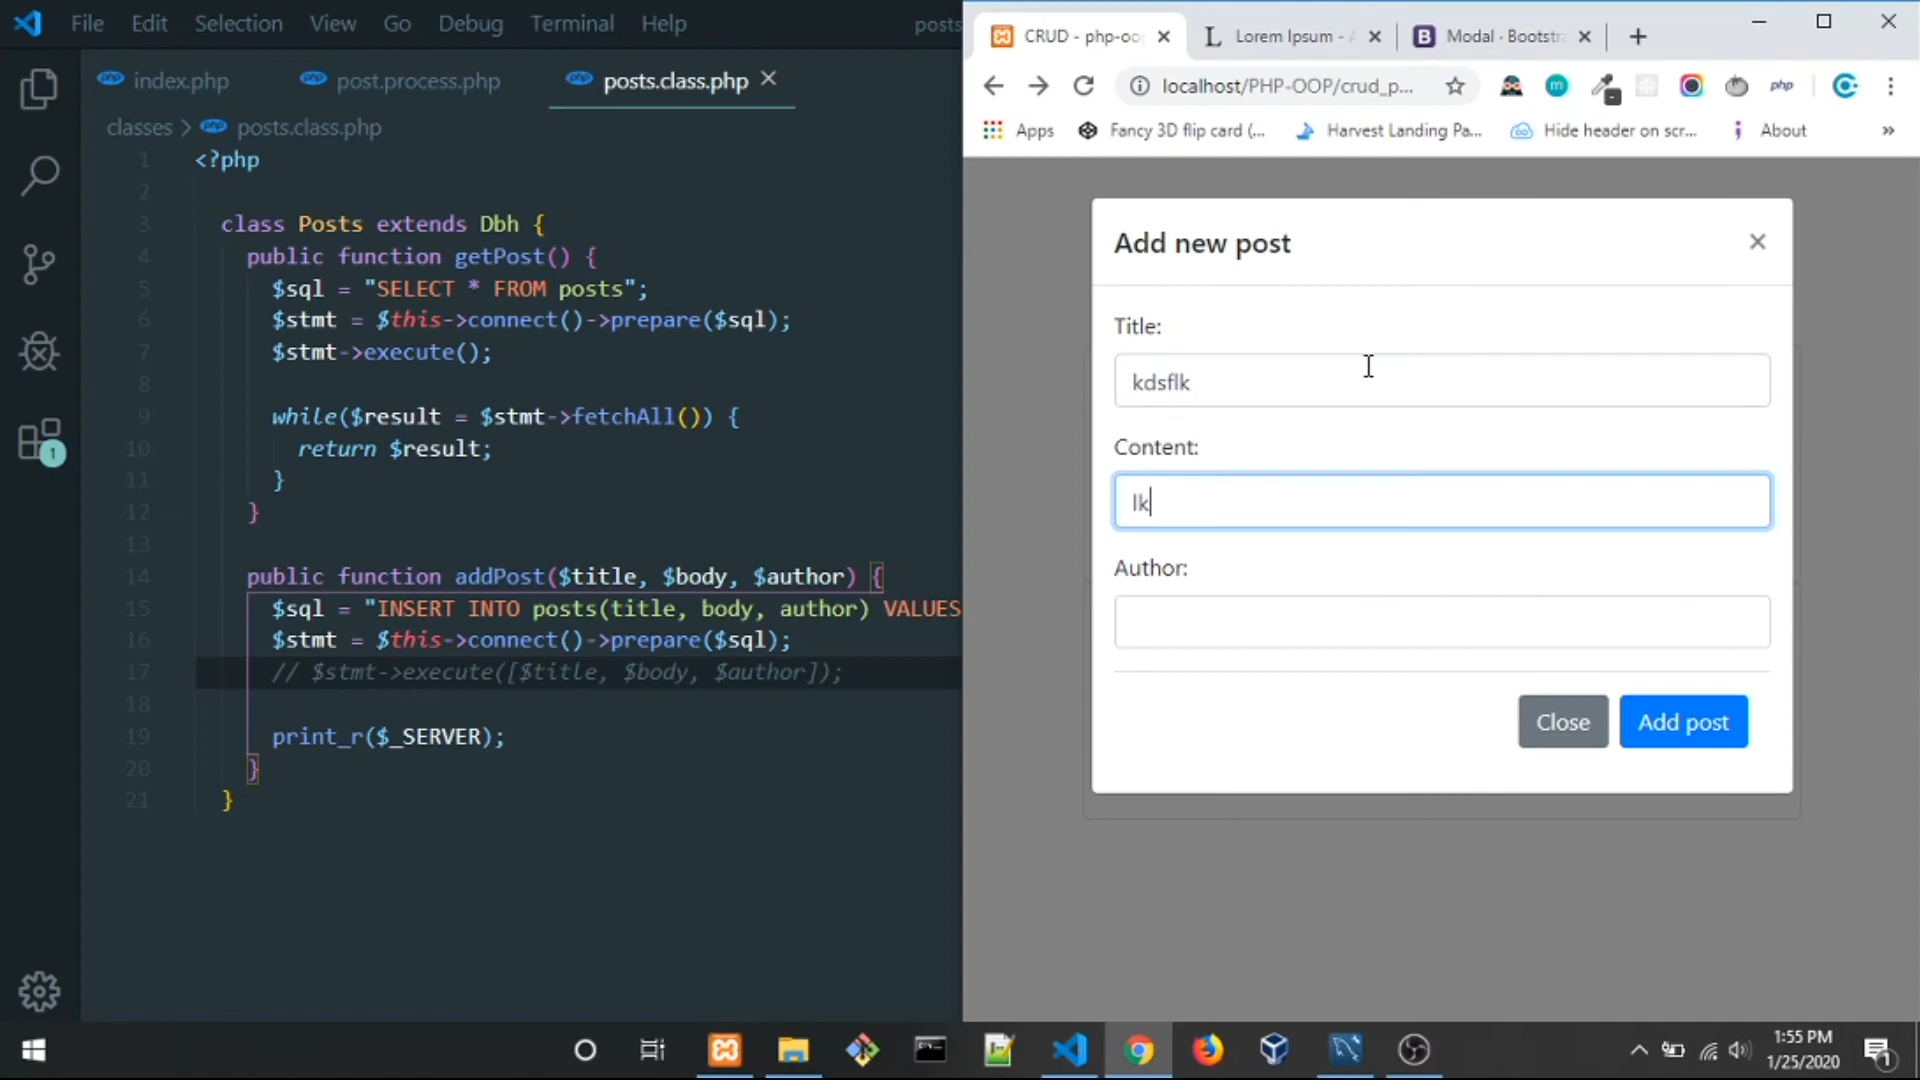 File Edit Selection View Go Debug Terminal Help posts
index.php post.process.php posts.class.php
classes > posts.class.php
1 <?php
2
3 class Posts extends Dbh {
4 public function getPost() {
5 $sql = "SELECT * FROM posts";
6 $stmt = $this->connect()->prepare($sql);
7 $stmt->execute();
8
9 while($result = $stmt->fetchAll()) {
10 return $result;
11 }
12 }
13
14 public function addPost($title, $body, $author) {
15 $sql = "INSERT INTO posts(title, body, author) VALUES
16 $stmt = $this->connect()->prepare($sql);
17 // $stmt->execute([$title, $body, $author]);
18
19 print_r($_SERVER);
20 }
21 }
1
CRUD - php-oo Lorem Ipsum - Modal · Bootstr
localhost/PHP-OOP/crud_p... php
Apps Fancy 3D flip card (... Harvest Landing Pa... Hide header on scr... About »
Add new post
Title:
kdsflk
Content:
lk
Author:
Close Add post
1:55 PM
1/25/2020
1